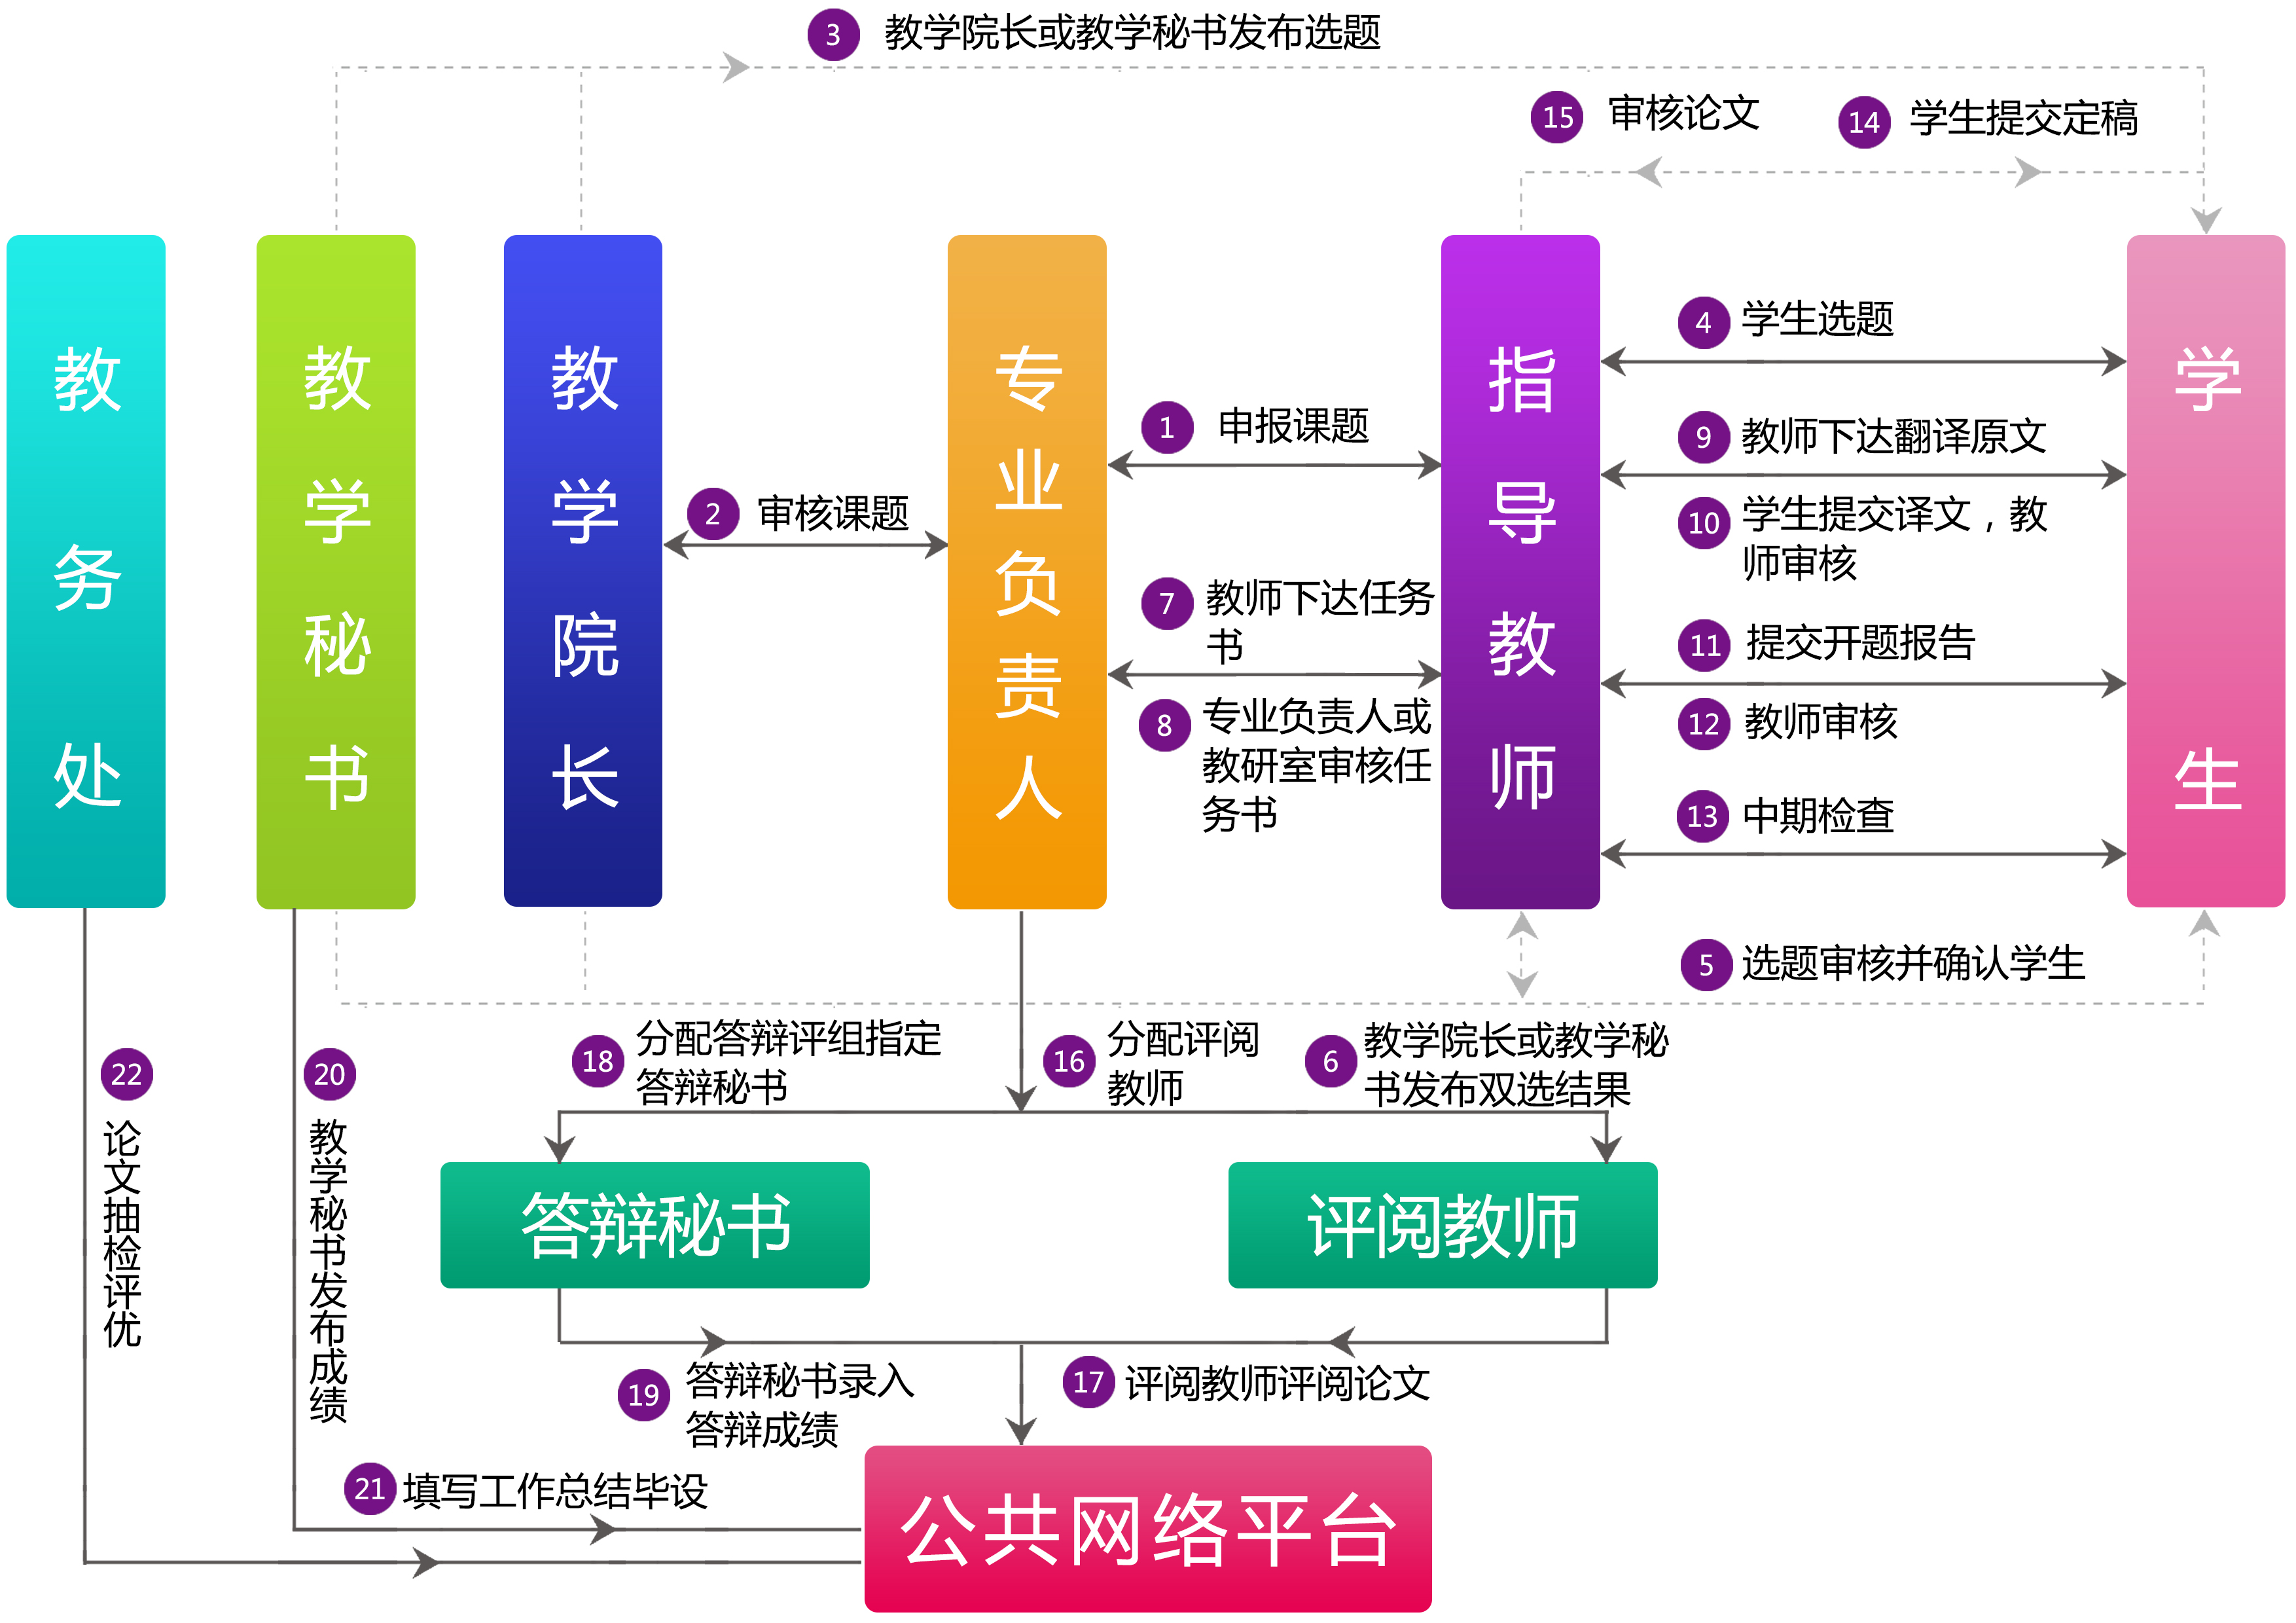 3 教学院长或教学秘书发布选题
15 审核论文
14 学生提交定稿
教务处
教学秘书
教学院长
专业负责人
指导教师
学生
4 学生选题
1 申报课题
9 教师下达翻译原文
2 审核课题
10 学生提交译文，教
师审核
7 教师下达任务
书
11 提交开题报告
8 专业负责人或
教研室审核任
务书
12 教师审核
13 中期检查
5 选题审核并确认学生
18 分配答辩评组指定
答辩秘书
16 分配评阅
教师
6 教学院长或教学秘
书发布双选结果
22 论文抽检评优
20 教学秘书发布成绩
答辩秘书
评阅教师
19 答辩秘书录入
答辩成绩
17 评阅教师评阅论文
21 填写工作总结毕设
公共网络平台